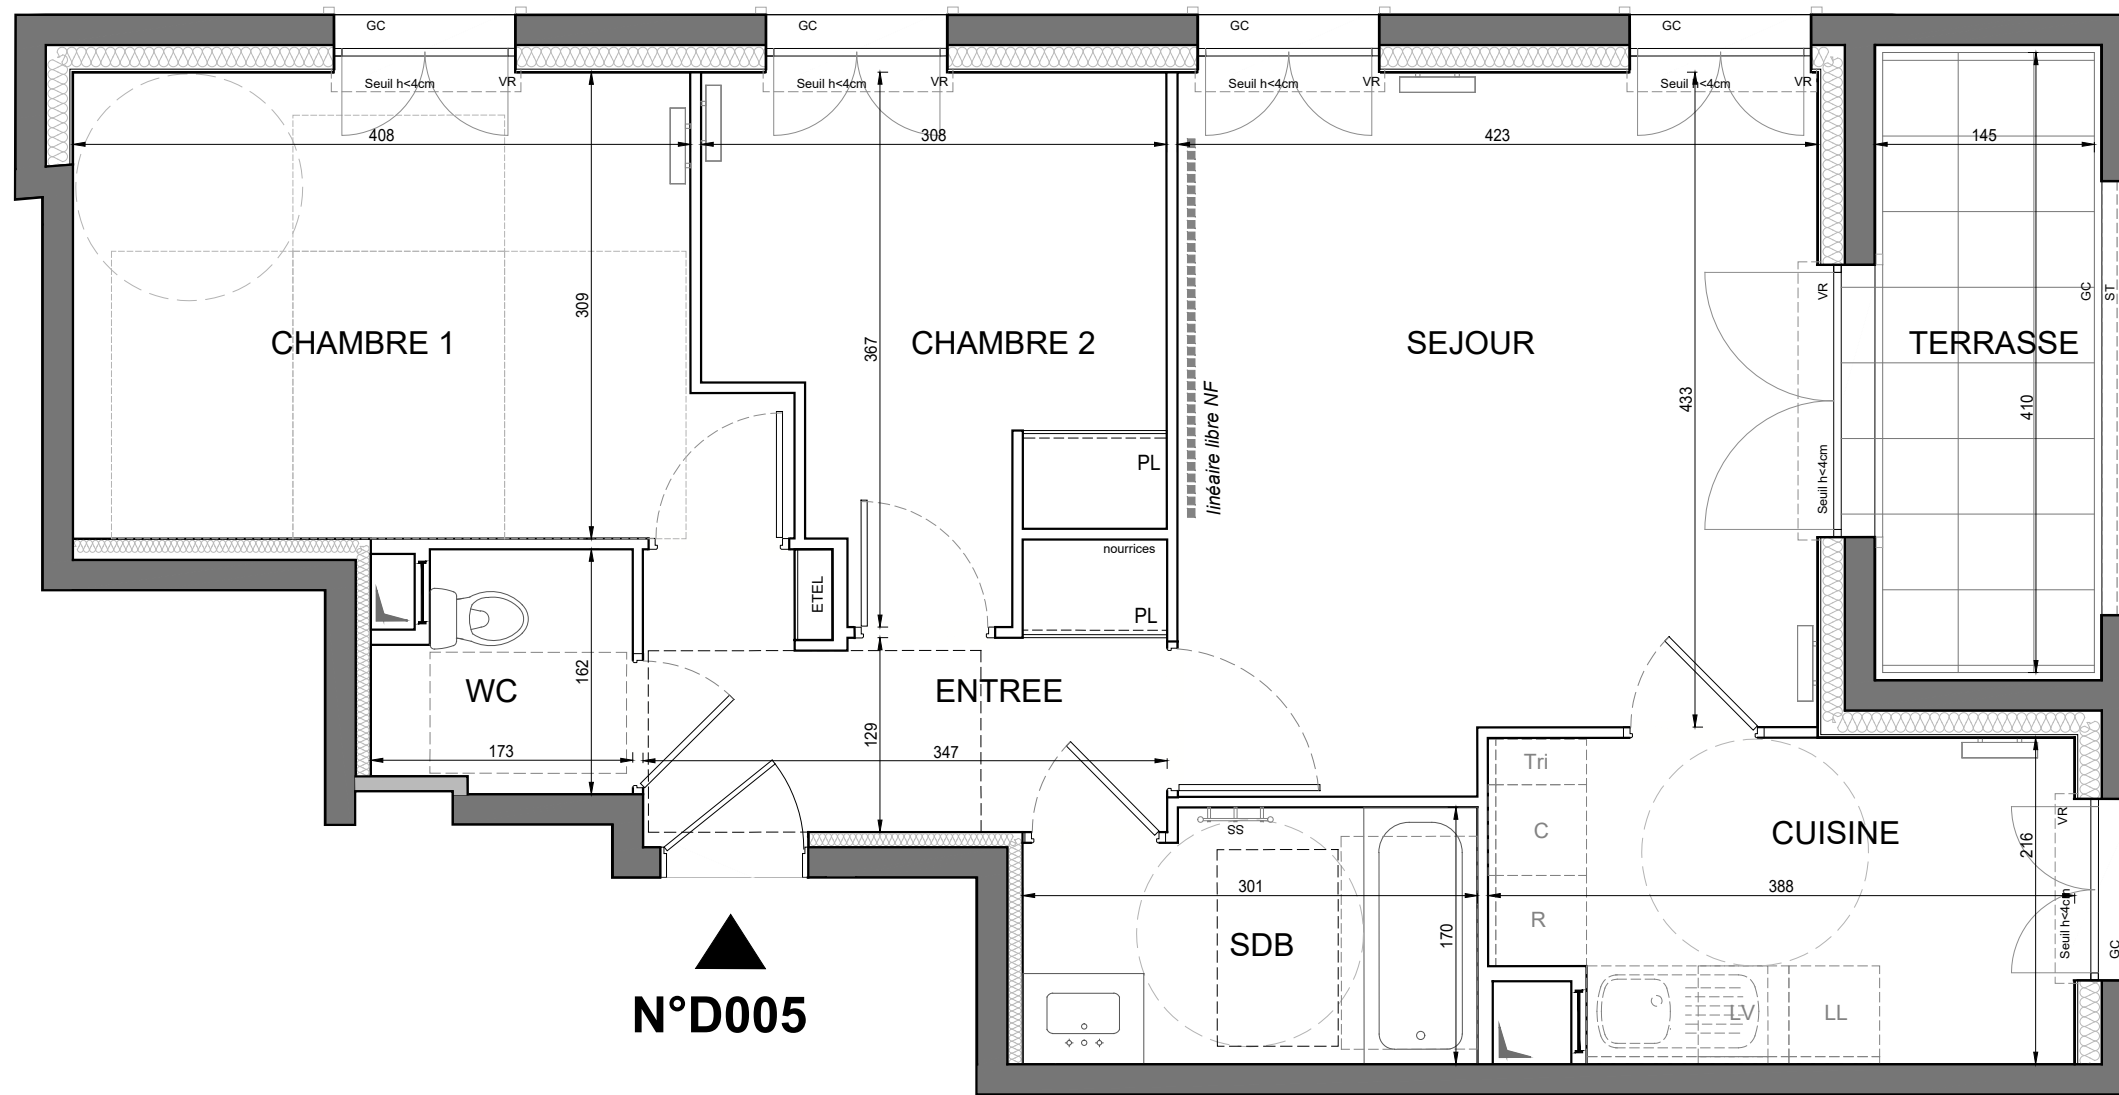 GC
GC
GC
GC
Seuil h<4cm
VR
Seuil h<4cm
VR
Seuil h<4cm
VR
Seuil h<4cm
VR
408
308
423
145
309
367
433
410
VR
GC
ST
CHAMBRE 1
CHAMBRE 2
SEJOUR
TERRASSE
linéaire libre NF
PL
Seuil h<4cm
nourrices
ETEL
PL
162
WC
ENTREE
129
173
347
Tri
C
R
SS
CUISINE
VR
216
301
388
Seuil h<4cm
SDB
170
GC
LV
LL
N°D005